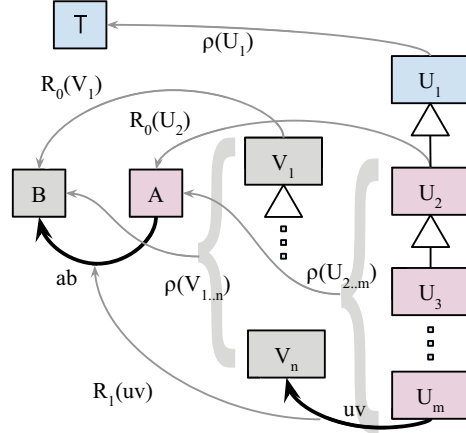 T
ρ(U₁)
U₁
R₀(V₁)
R₀(U₂)
V₁
B
A
U₂
ρ(V₁..ₙ)
ρ(U₂..ₘ)
ab
U₃
Vₙ
R₁(uv)
uv
Uₘ